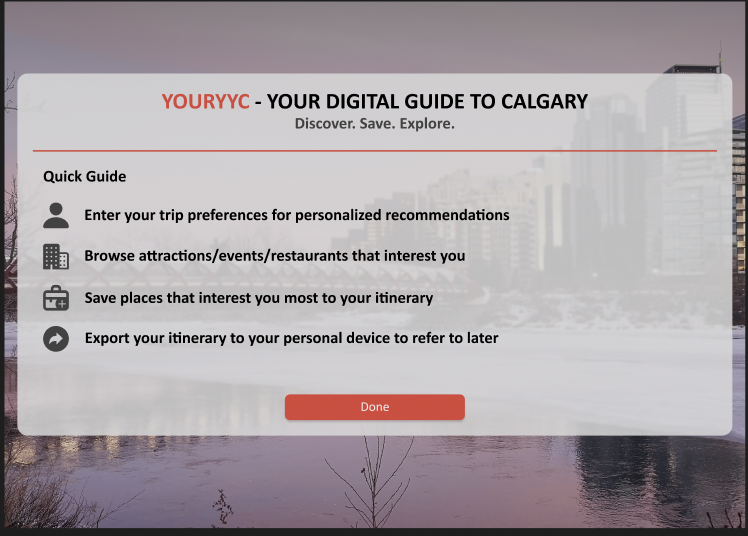 YOURYYC - YOUR DIGITAL GUIDE TO CALGARY
Discover. Save. Explore.
Quick Guide
Enter your trip preferences for personalized recommendations
Browse attractions/events/restaurants that interest you
Save places that interest you most to your itinerary
Export your itinerary to your personal device to refer to later
Done